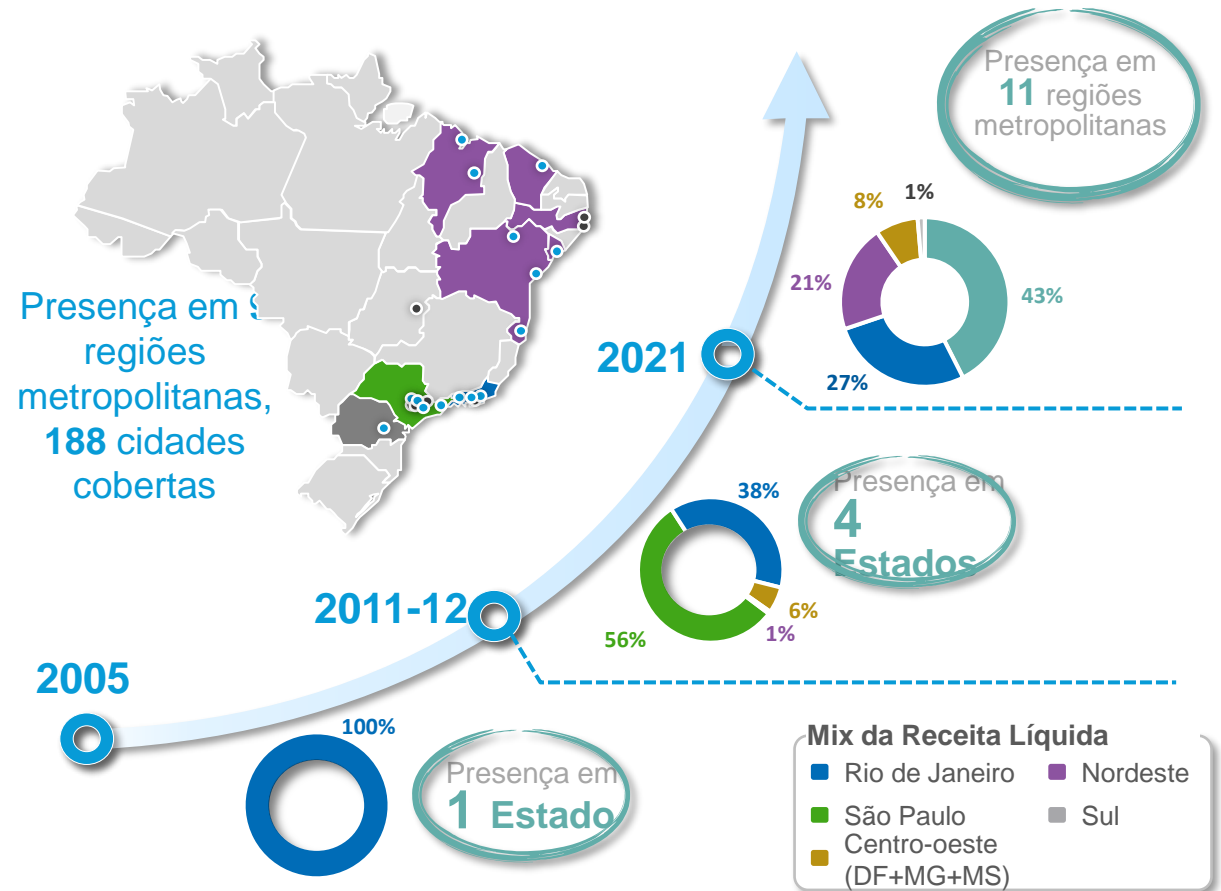 Presença em
11 regiões
metropolitanas
8%
1%
21%
43%
27%
Presença em
regiões
metropolitanas,
188 cidades
cobertas
2021
38%
Presença em
4
Estados
6%
1%
56%
2011-12
2005
100%
Presença em
1 Estado
Mix da Receita Líquida
Rio de Janeiro
Nordeste
São Paulo
Sul
Centro-oeste
(DF+MG+MS)